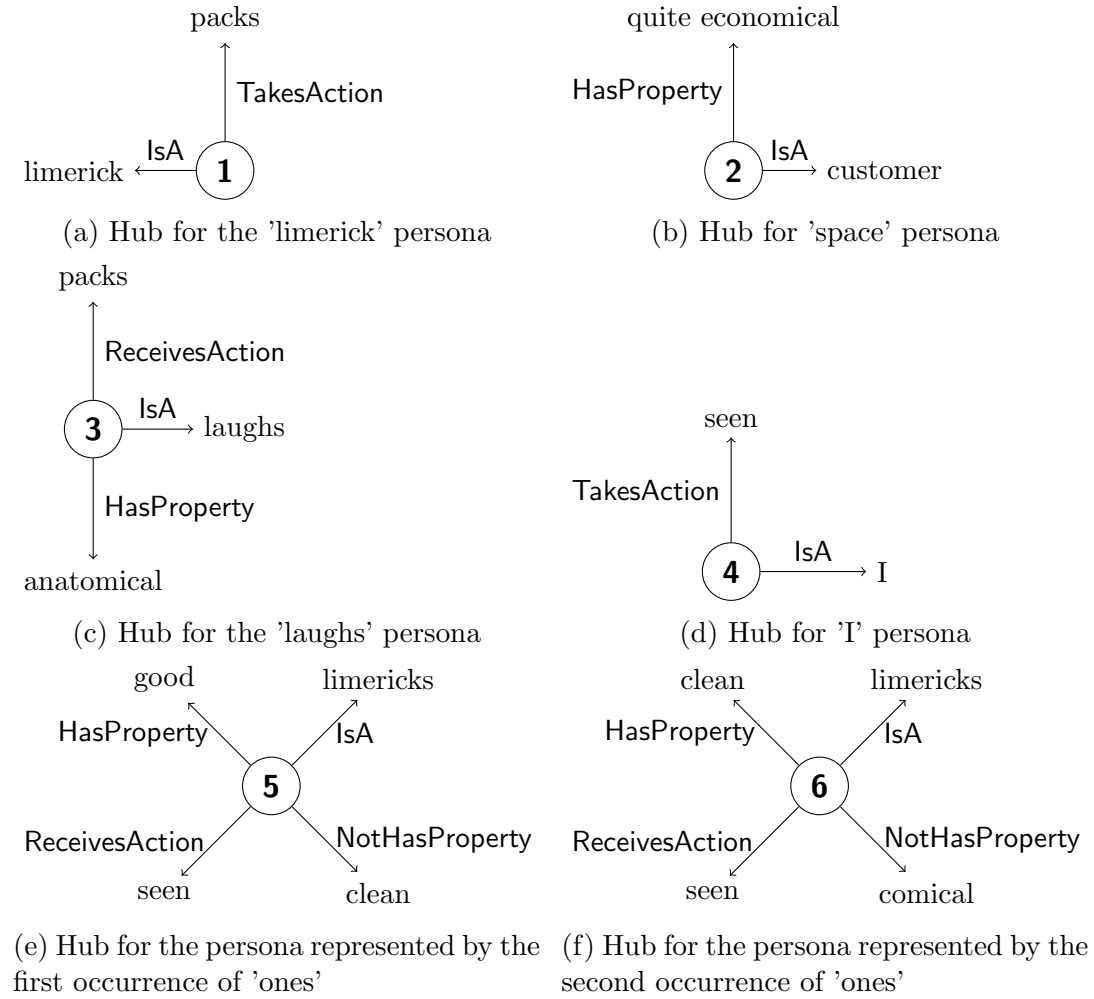 packs
TakesAction
IsA
limerick
1
(a) Hub for the 'limerick' persona
quite economical
HasProperty
IsA
2
customer
(b) Hub for 'space' persona
packs
ReceivesAction
IsA
3
laughs
HasProperty
anatomical
(c) Hub for the 'laughs' persona
seen
TakesAction
IsA
4
I
(d) Hub for 'I' persona
good
limericks
HasProperty
IsA
5
ReceivesAction
NotHasProperty
seen
clean
(e) Hub for the persona represented by the
first occurrence of 'ones'
clean
limericks
HasProperty
IsA
6
ReceivesAction
NotHasProperty
seen
comical
(f) Hub for the persona represented by the
second occurrence of 'ones'